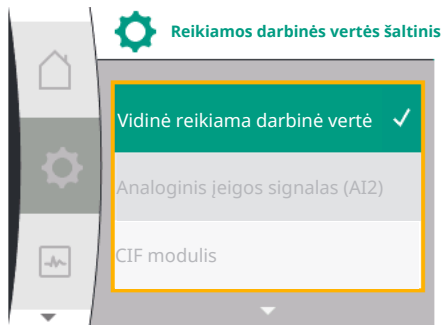 Reikiamos darbinės vertės šaltinis
Vidinė reikiama darbinė vertė
Analoginis įeigos signalas (AI2)
CIF modulis